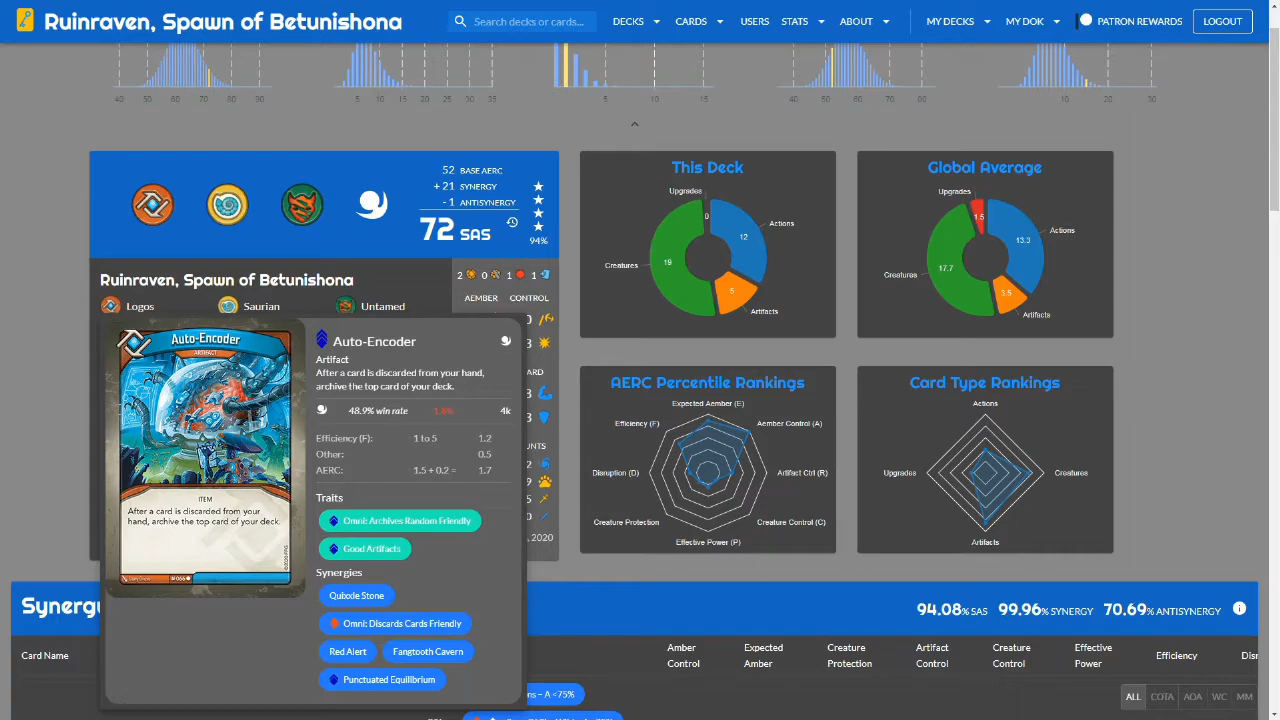 Ruinraven, Spawn of Betunishona
Search decks or cards...
DECKS
CARDS
USERS
STATS
ABOUT
MY DECKS
MY DOK
PATRON REWARDS
LOGOUT
40 50 60 70 80 90
5 10 15 20 25 30 35
5 10 15
40 50 60 70 80
10 20 30
52 BASE AERC
+ 21 SYNERGY
- 1 ANTISYNERGY
72 SAS
94%
Ruinraven, Spawn of Betunishona
2 0 1 1
Logos
Saurian
Untamed
AEMBER CONTROL
Auto-Encoder
ARTIFACT
ITEM
After a card is discarded from your
hand, archive the top card of your deck.
Auto-Encoder
Artifact
After a card is discarded from your hand,
archive the top card of your deck.
48.9% win rate
4k
Efficiency (F): 1 to 5 1.2
Other: 0.5
AERC: 1.5 + 0.2 = 1.7
Traits
Omni: Archives Random Friendly
Good Artifacts
Synergies
Quixxle Stone
Omni: Discards Cards Friendly
Red Alert
Fangtooth Cavern
Punctuated Equilibrium
, 2020
This Deck
Upgrades
0
Actions
12
Creatures
19
5
Artifacts
Global Average
Upgrades
1.5
Actions
13.3
Creatures
17.7
3.5
Artifacts
AERC Percentile Rankings
Expected Aember (E)
Efficiency (F)
Aember Control (A)
Disruption (D)
Artifact Ctrl (R)
Creature Protection
Creature Control (C)
Effective Power (P)
Card Type Rankings
Actions
Upgrades
Creatures
Artifacts
Synergy
94.08% SAS 99.96% SYNERGY 70.69% ANTISYNERGY
Card Name
Amber Control
Expected Amber
Creature Protection
Artifact Control
Creature Control
Effective Power
Efficiency
ns – A <75%
ALL
COTA
AOA
WC
MM